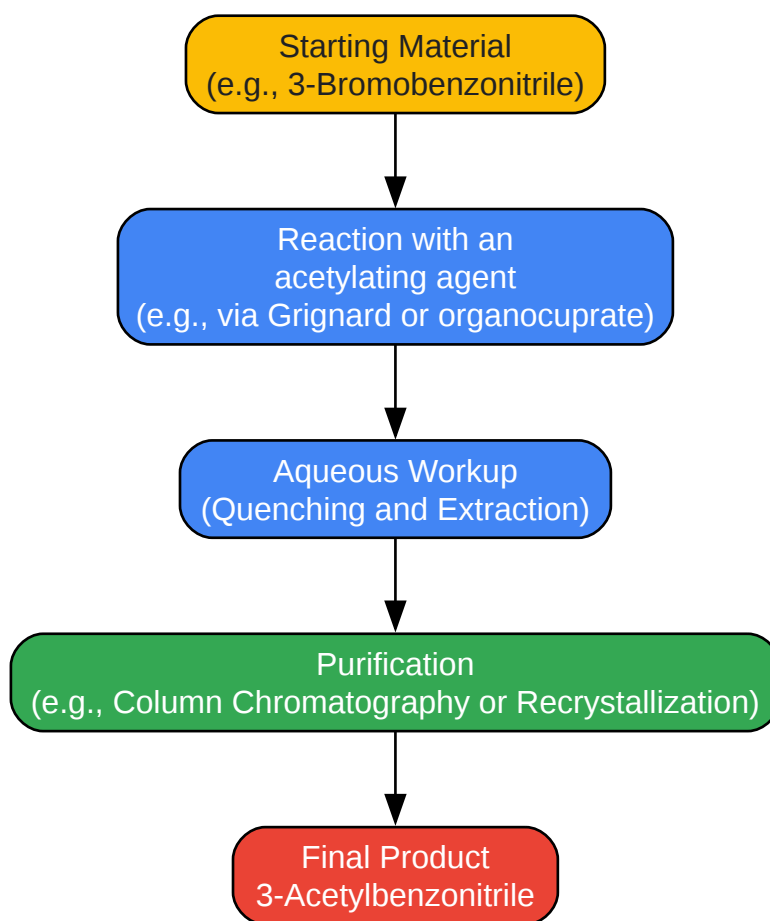 Starting Material
(e.g., 3-Bromobenzonitrile)
Reaction with an
acetylating agent
(e.g., via Grignard or organocuprate)
Aqueous Workup
(Quenching and Extraction)
Purification
(e.g., Column Chromatography or Recrystallization)
Final Product
3-Acetylbenzonitrile